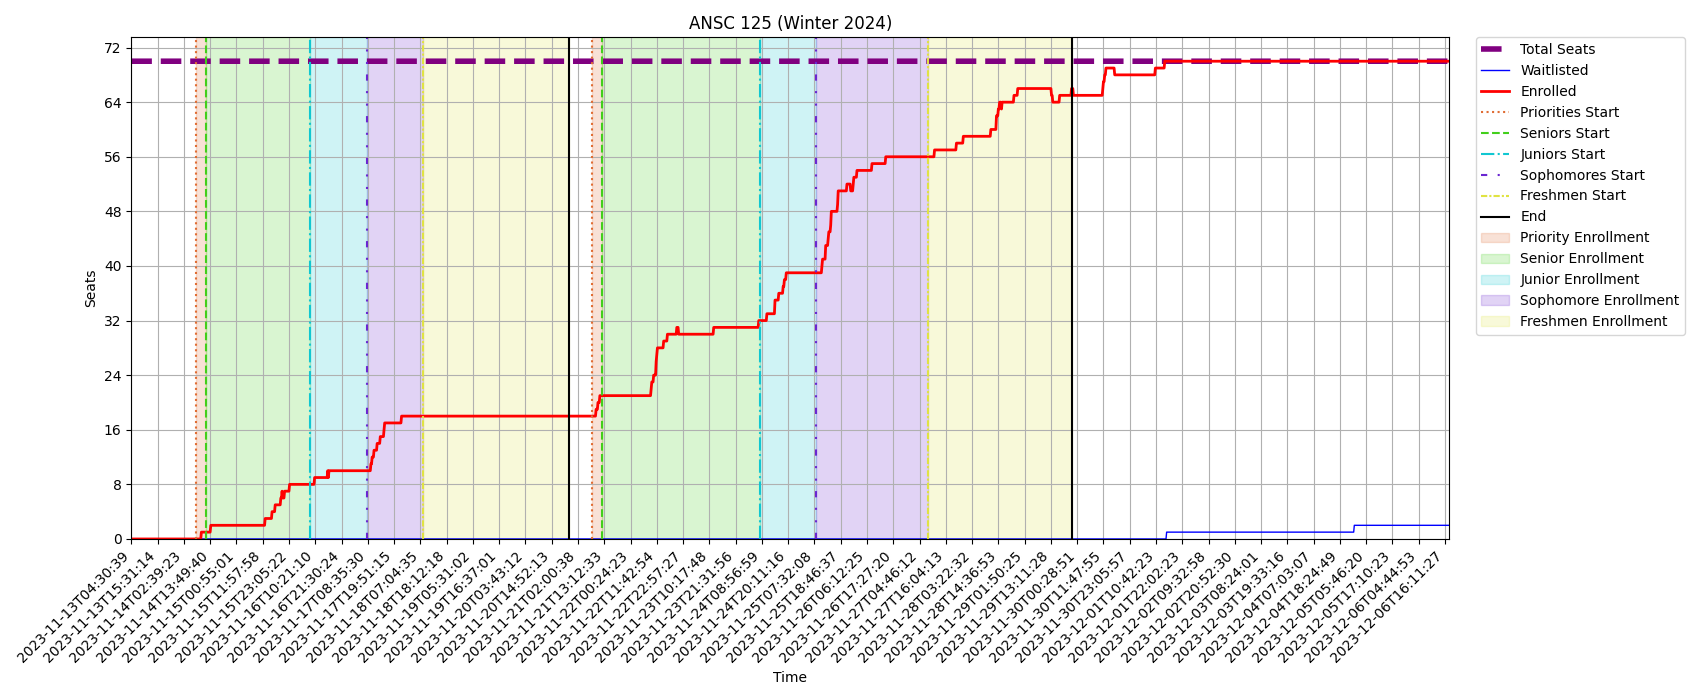 ANSC 125 (Winter 2024)
72
64
56
48
40
32
24
16
8
0
Seats
2023-11-13T04:30:39
2023-11-13T15:31:14
2023-11-14T02:39:23
2023-11-14T13:49:40
2023-11-15T00:55:01
2023-11-15T11:57:58
2023-11-15T23:05:22
2023-11-16T10:21:10
2023-11-16T21:30:24
2023-11-17T08:35:30
2023-11-17T19:51:15
2023-11-18T07:04:35
2023-11-18T18:12:18
2023-11-19T05:31:02
2023-11-19T16:37:01
2023-11-20T03:43:12
2023-11-20T14:52:13
2023-11-21T02:00:38
2023-11-21T13:12:33
2023-11-22T00:24:23
2023-11-22T11:42:54
2023-11-22T22:57:27
2023-11-23T10:17:48
2023-11-23T21:31:56
2023-11-24T08:56:59
2023-11-24T20:11:16
2023-11-25T07:32:08
2023-11-25T18:46:37
2023-11-26T06:12:25
2023-11-26T17:27:20
2023-11-27T04:46:12
2023-11-27T16:04:13
2023-11-28T03:22:32
2023-11-28T14:36:53
2023-11-29T01:50:25
2023-11-29T13:11:28
2023-11-30T00:28:51
2023-11-30T11:47:55
2023-11-30T23:05:57
2023-12-01T10:42:23
2023-12-01T22:02:23
2023-12-02T09:32:58
2023-12-02T20:52:30
2023-12-03T08:24:01
2023-12-03T19:33:16
2023-12-04T07:03:07
2023-12-04T18:24:49
2023-12-05T05:46:20
2023-12-05T17:10:23
2023-12-06T04:44:53
2023-12-06T16:11:27
Time
Total Seats
Waitlisted
Enrolled
Priorities Start
Seniors Start
Juniors Start
Sophomores Start
Freshmen Start
End
Priority Enrollment
Senior Enrollment
Junior Enrollment
Sophomore Enrollment
Freshmen Enrollment